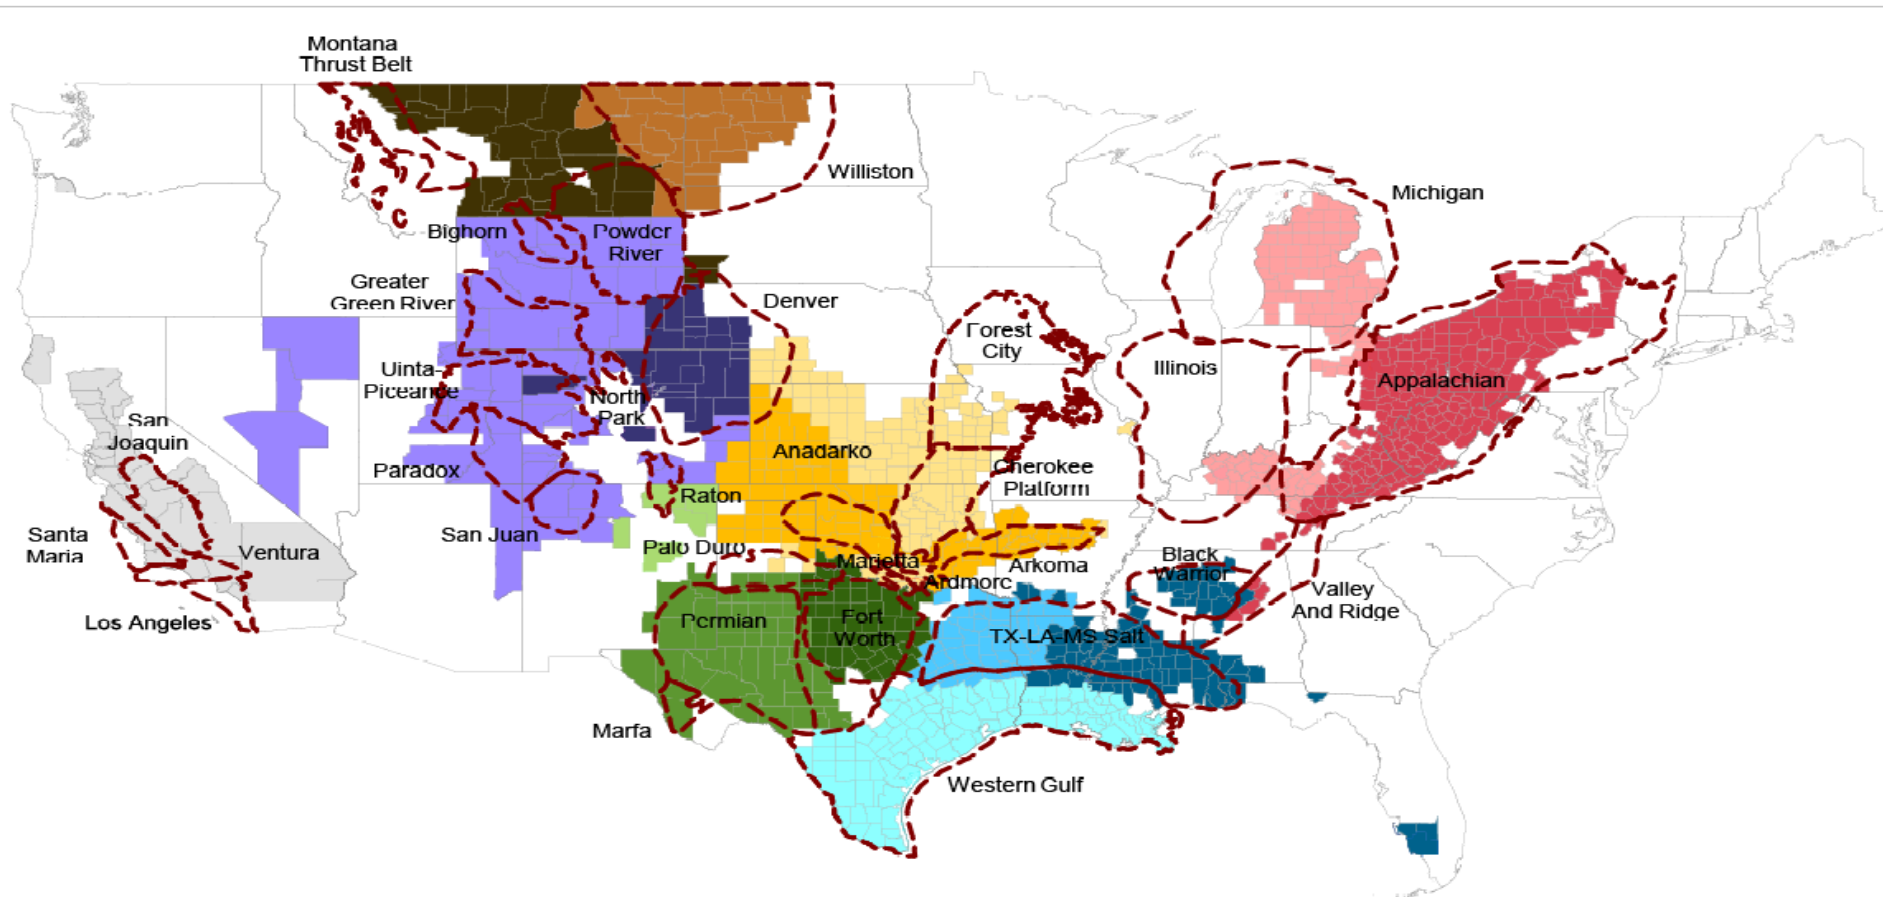 Montana
Thrust Belt
Williston
Michigan
Bighorn
Powder
River
Greater
Green River
Denver
Forest
City
Illinois
Uinta-
Piceance
North
Park
Appalachian
San
Joaquin
Anadarko
Paradox
Cherokee
Platform
Raton
Santa
Maria
San Juan
Ventura
Palo Duro
Marietta
Ardmore
Arkoma
Black
Warrior
Valley
And Ridge
Los Angeles
Permian
Fort
Worth
TX-LA-MS Salt
Marfa
Western Gulf